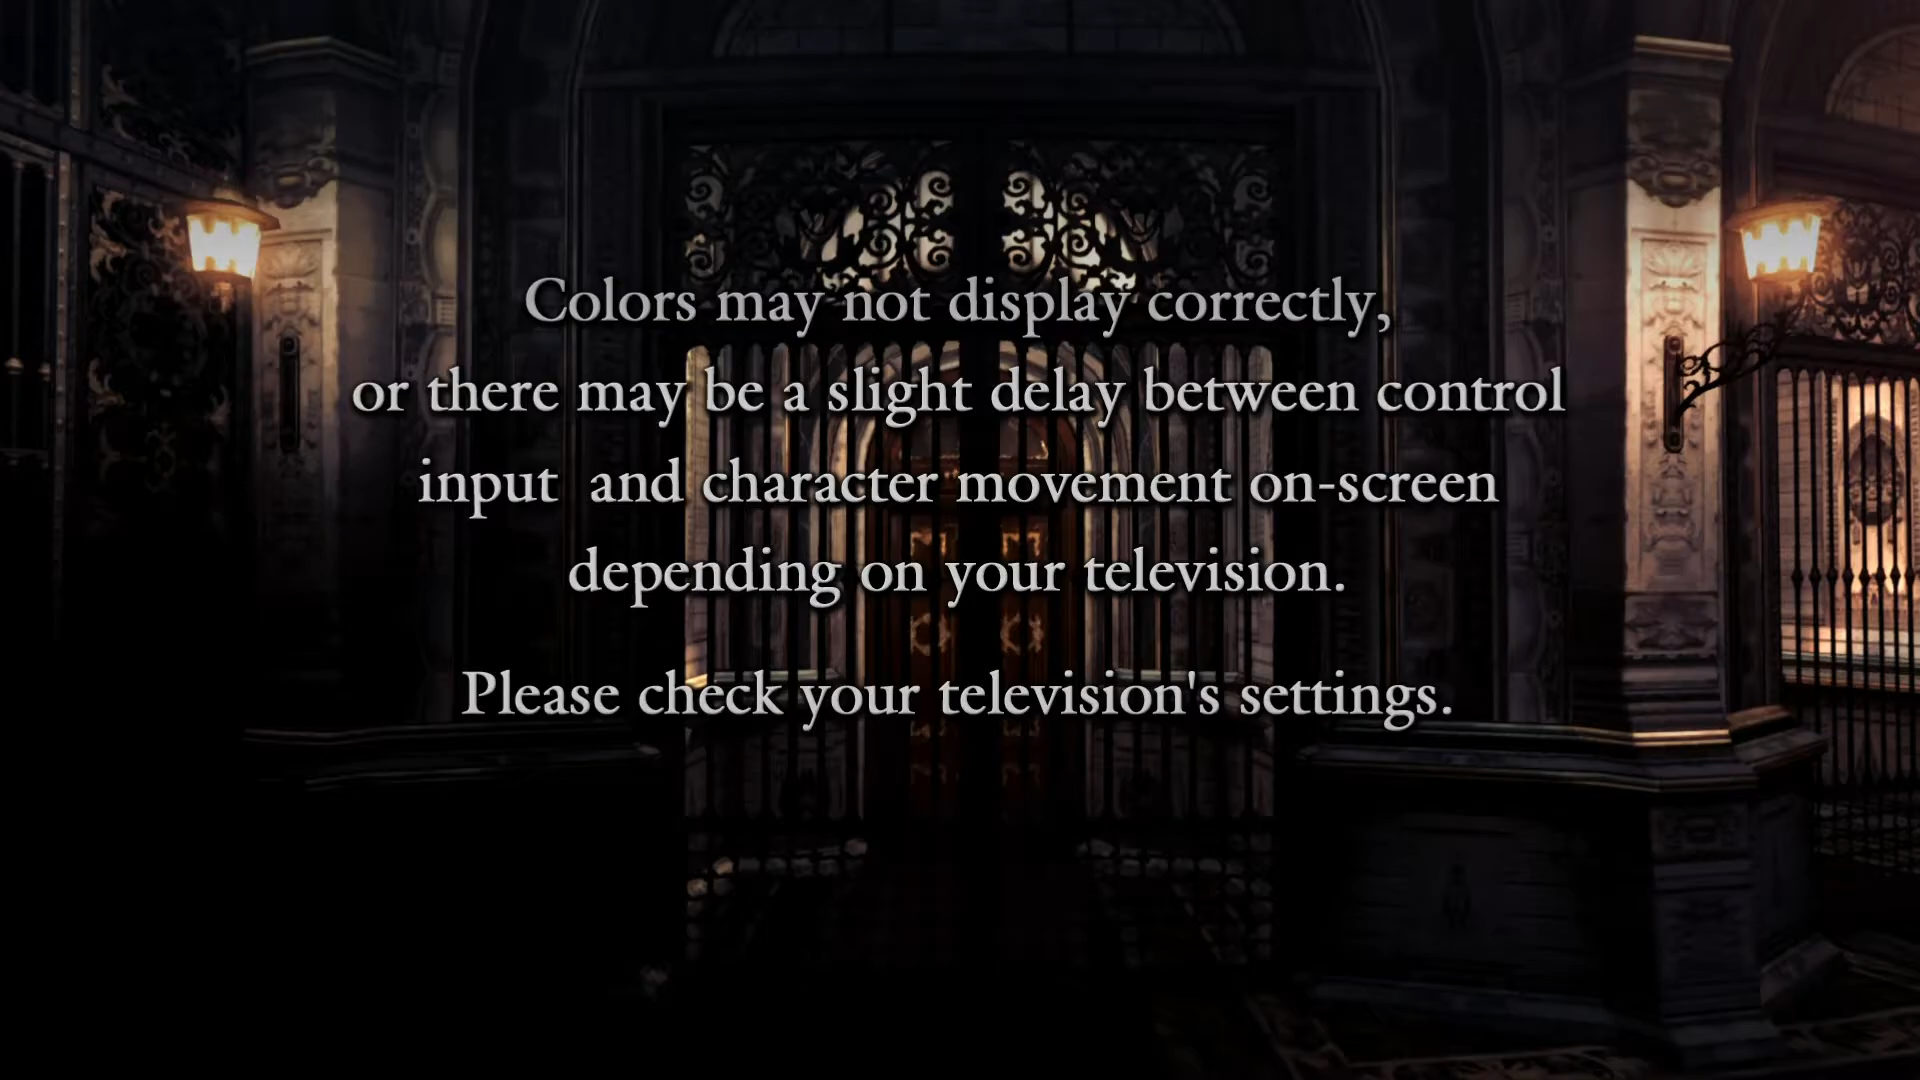 Colors may not display correctly,
or there may be a slight delay between control
input  and character movement on-screen
depending on your television.
Please check your television's settings.